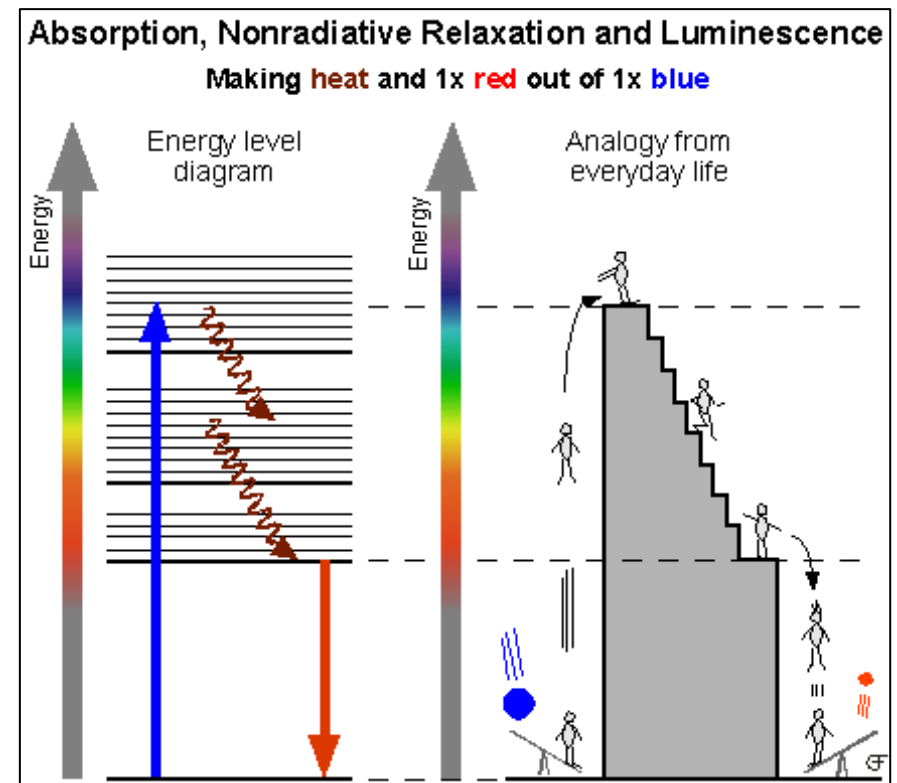 Absorption, Nonradiative Relaxation and Luminescence
Making heat and 1x red out of 1x blue
Energy level
diagram
Analogy from
everyday life
Energy
Energy